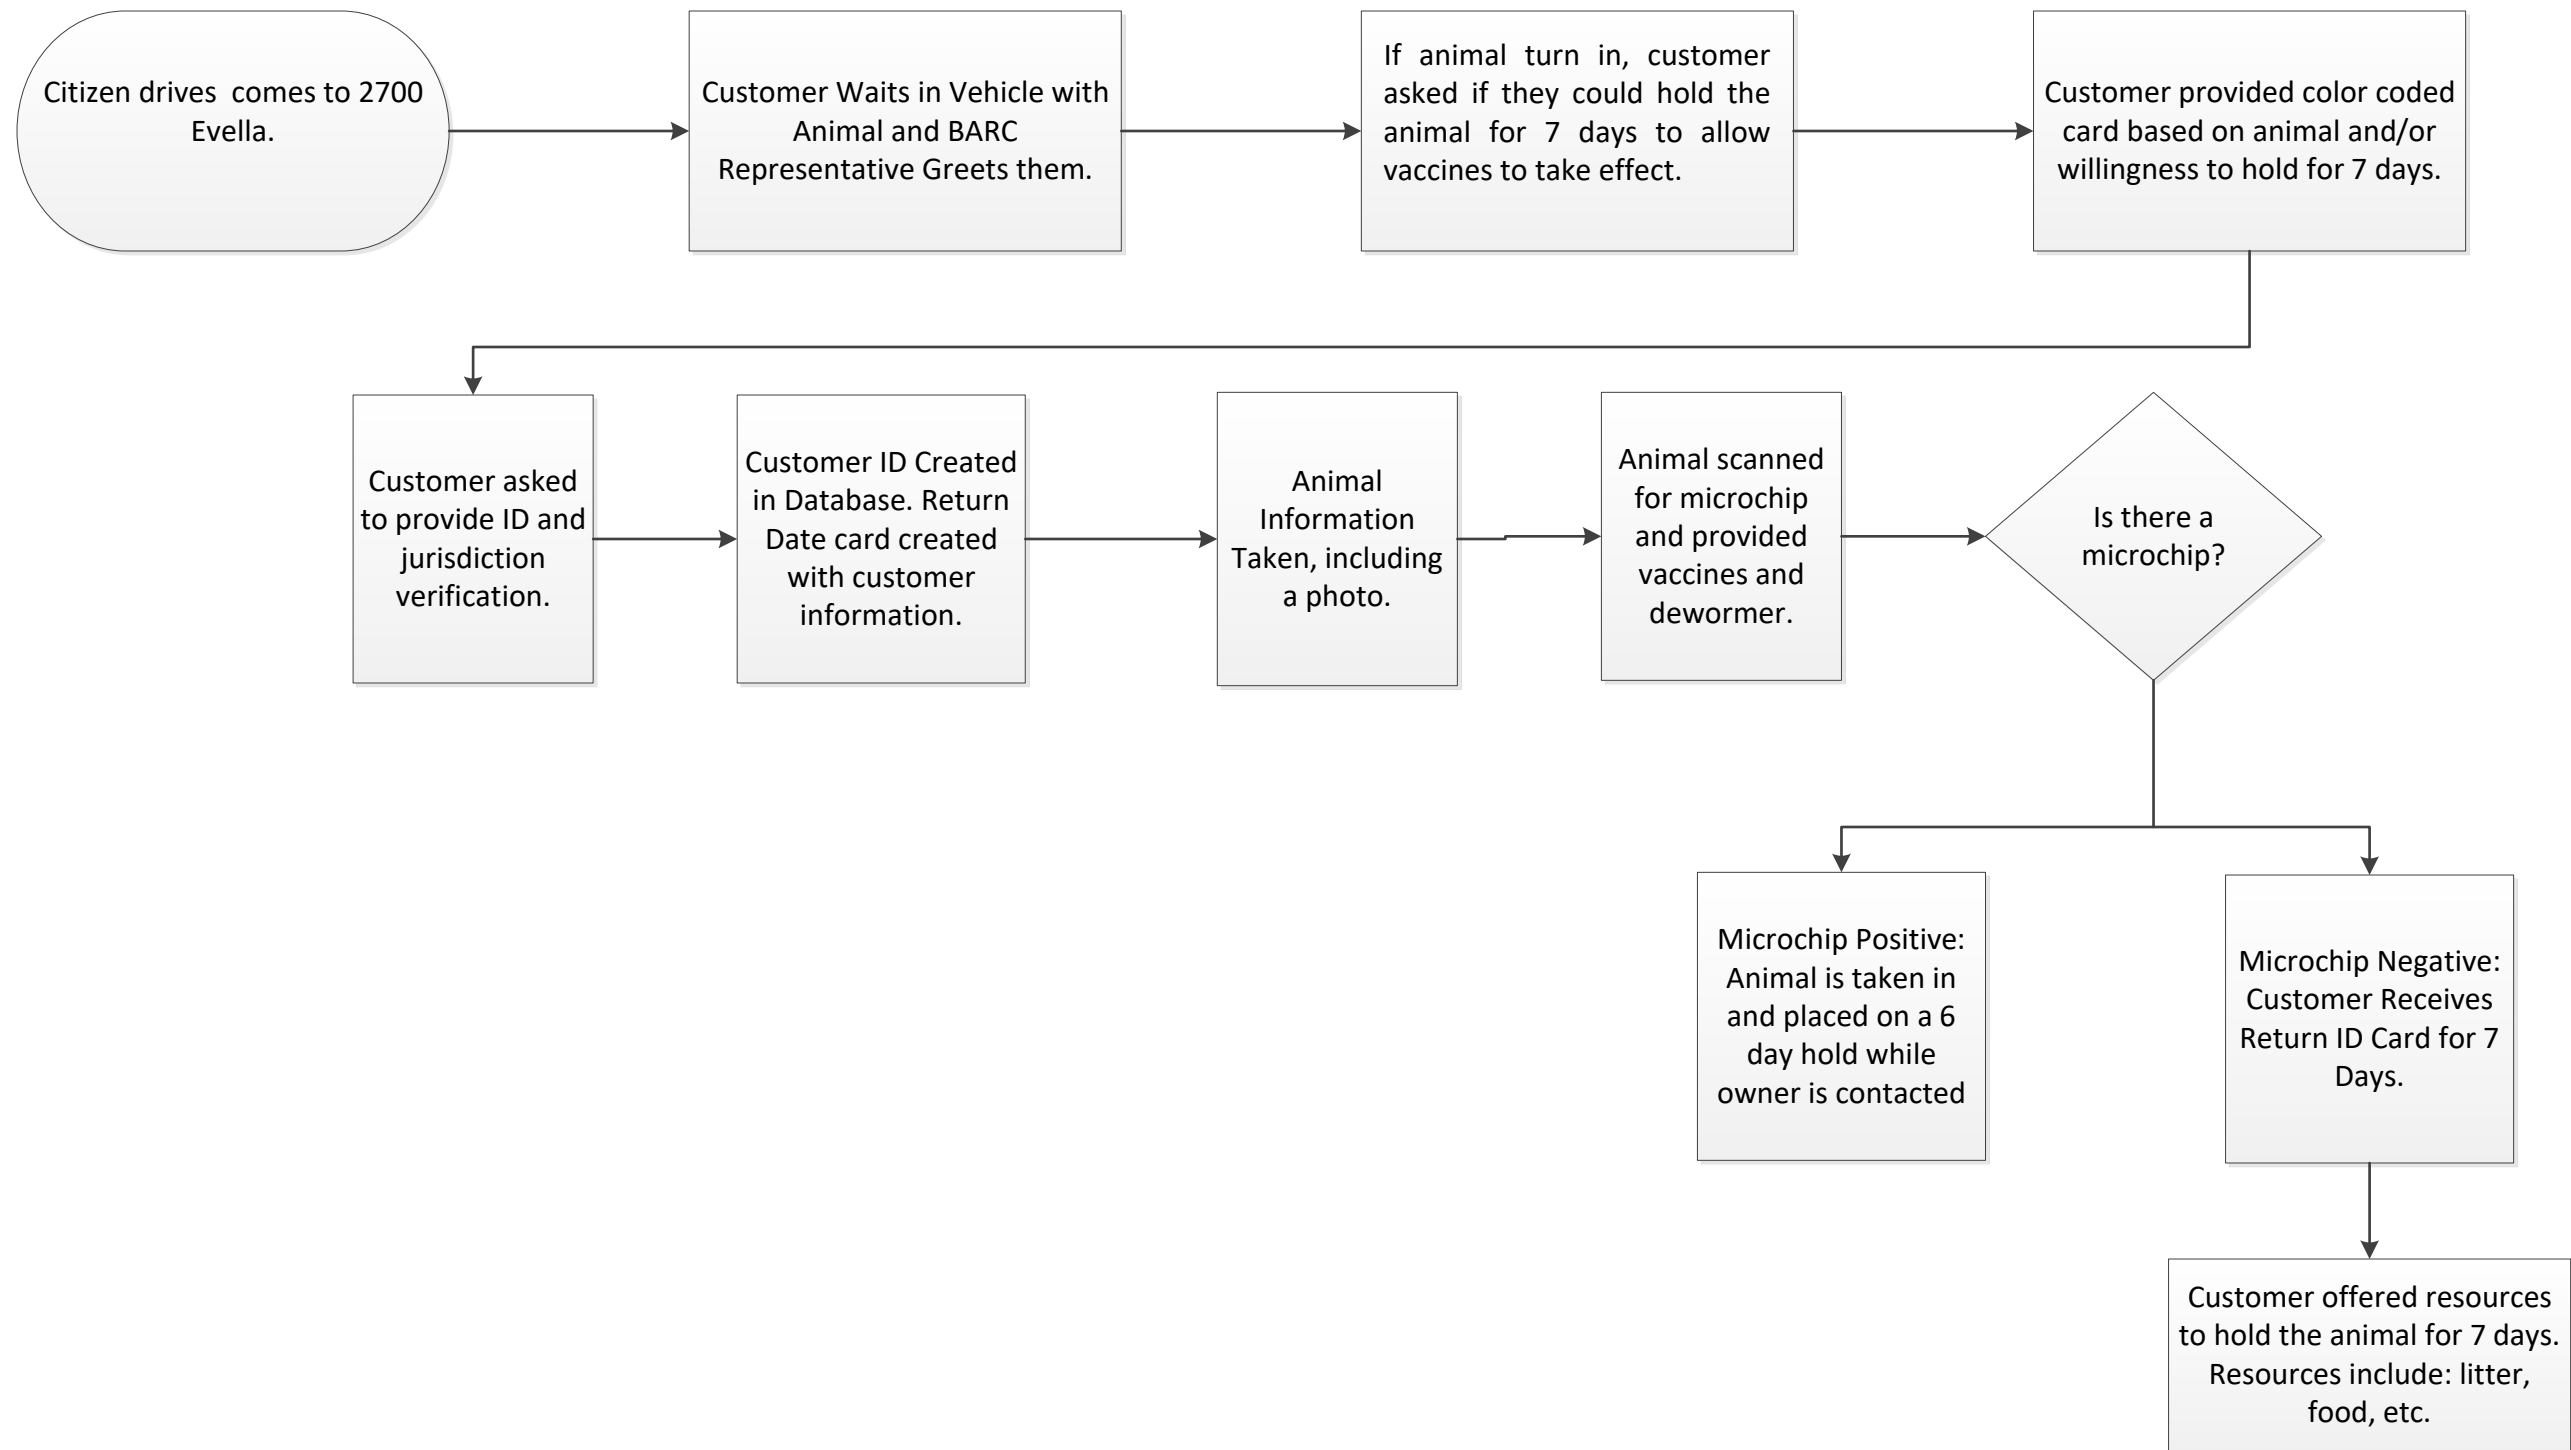 Citizen drives  comes to 2700
Evella.
Customer Waits in Vehicle with
Animal and BARC
Representative Greets them.
If animal turn in, customer
asked if they could hold the
animal for 7 days to allow
vaccines to take effect.
Customer provided color coded
card based on animal and/or
willingness to hold for 7 days.
Customer asked
to provide ID and
jurisdiction
verification.
Customer ID Created
in Database. Return
Date card created
with customer
information.
Animal
Information
Taken, including
a photo.
Animal scanned
for microchip
and provided
vaccines and
dewormer.
Is there a
microchip?
Microchip Positive:
Animal is taken in
and placed on a 6
day hold while
owner is contacted
Microchip Negative:
Customer Receives
Return ID Card for 7
Days.
Customer offered resources
to hold the animal for 7 days.
Resources include: litter,
food, etc.